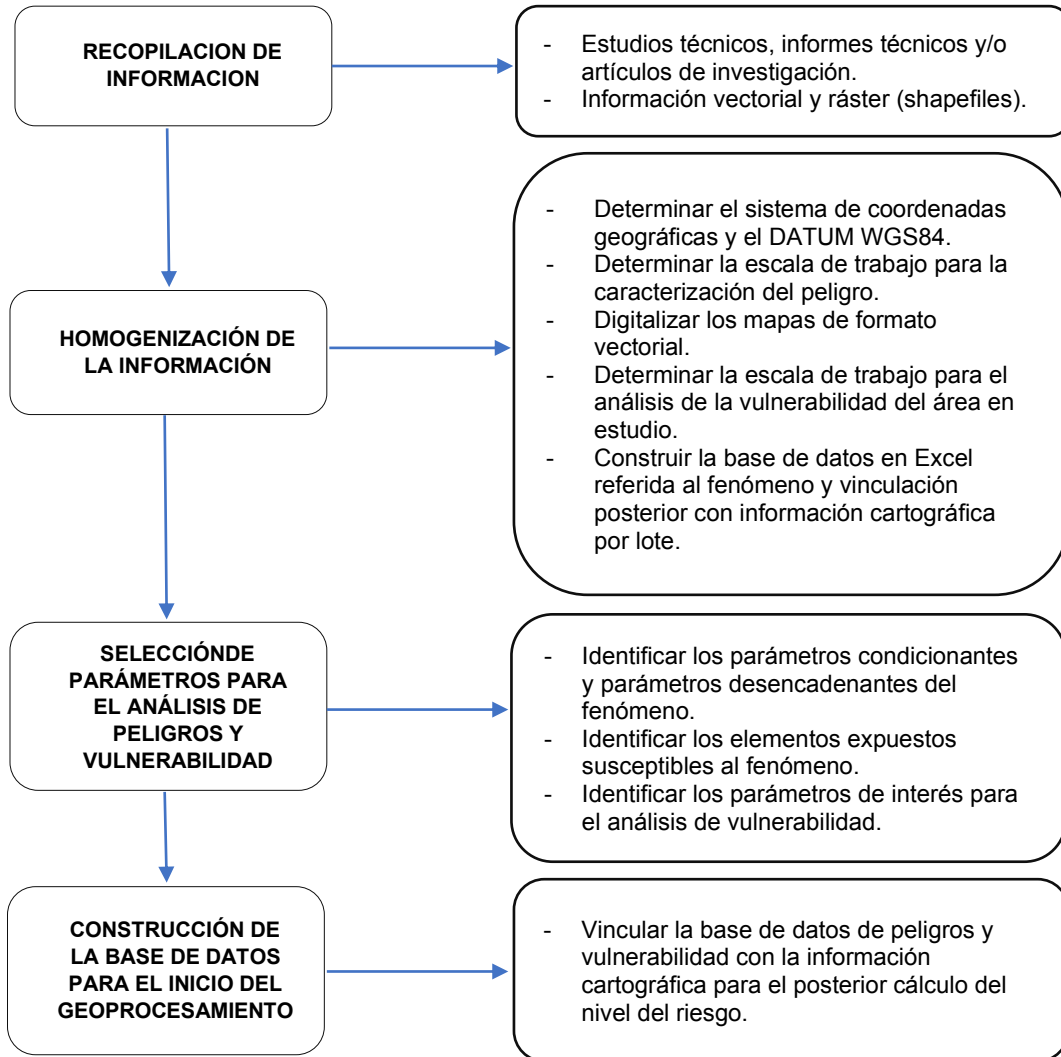 RECOPILACION DE
INFORMACION
- Estudios técnicos, informes técnicos y/o
artículos de investigación.
- Información vectorial y ráster (shapefiles).
HOMOGENIZACIÓN DE
LA INFORMACIÓN
- Determinar el sistema de coordenadas
geográficas y el DATUM WGS84.
- Determinar la escala de trabajo para la
caracterización del peligro.
- Digitalizar los mapas de formato
vectorial.
- Determinar la escala de trabajo para el
análisis de la vulnerabilidad del área en
estudio.
- Construir la base de datos en Excel
referida al fenómeno y vinculación
posterior con información cartográfica
por lote.
SELECCIÓNDE
PARÁMETROS PARA
EL ANÁLISIS DE
PELIGROS Y
VULNERABILIDAD
- Identificar los parámetros condicionantes
y parámetros desencadenantes del
fenómeno.
- Identificar los elementos expuestos
susceptibles al fenómeno.
- Identificar los parámetros de interés para
el análisis de vulnerabilidad.
CONSTRUCCIÓN DE
LA BASE DE DATOS
PARA EL INICIO DEL
GEOPROCESAMIENTO
- Vincular la base de datos de peligros y
vulnerabilidad con la información
cartográfica para el posterior cálculo del
nivel del riesgo.